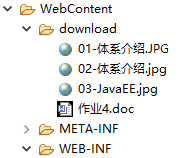 WebContent
download
01-体系介绍.JPG
02-体系介绍.jpg
03-JavaEE.jpg
作业4.doc
META-INF
WEB-INF